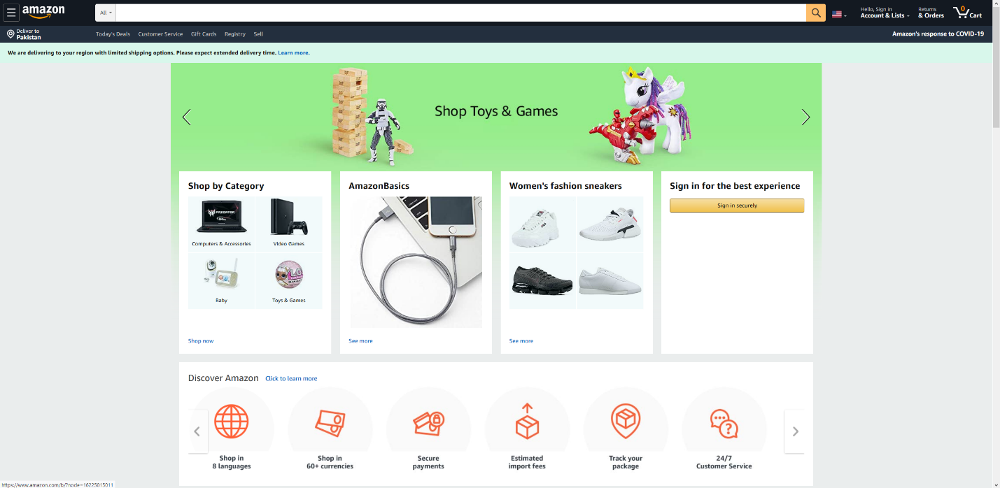 amazon
All
Hello, Sign in
Account & Lists
Returns
& Orders
0
Cart
Deliver to
Pakistan
Today's Deals
Customer Service
Gift Cards
Registry
Sell
Amazon's response to COVID-19
We are delivering to your region with limited shipping options. Please expect extended delivery time. Learn more.
Shop Toys & Games
Shop by Category
PREDATOR
Computers & Accessories
Video Games
Baby
Toys & Games
Shop now
AmazonBasics
See more
Women's fashion sneakers
FILA
See more
Sign in for the best experience
Sign in securely
Discover Amazon Click to learn more
Shop in
8 languages
Shop in
60+ currencies
Secure
payments
Estimated
import fees
Track your
package
24/7
Customer Service
https://www.amazon.com/b/?node=16225015011